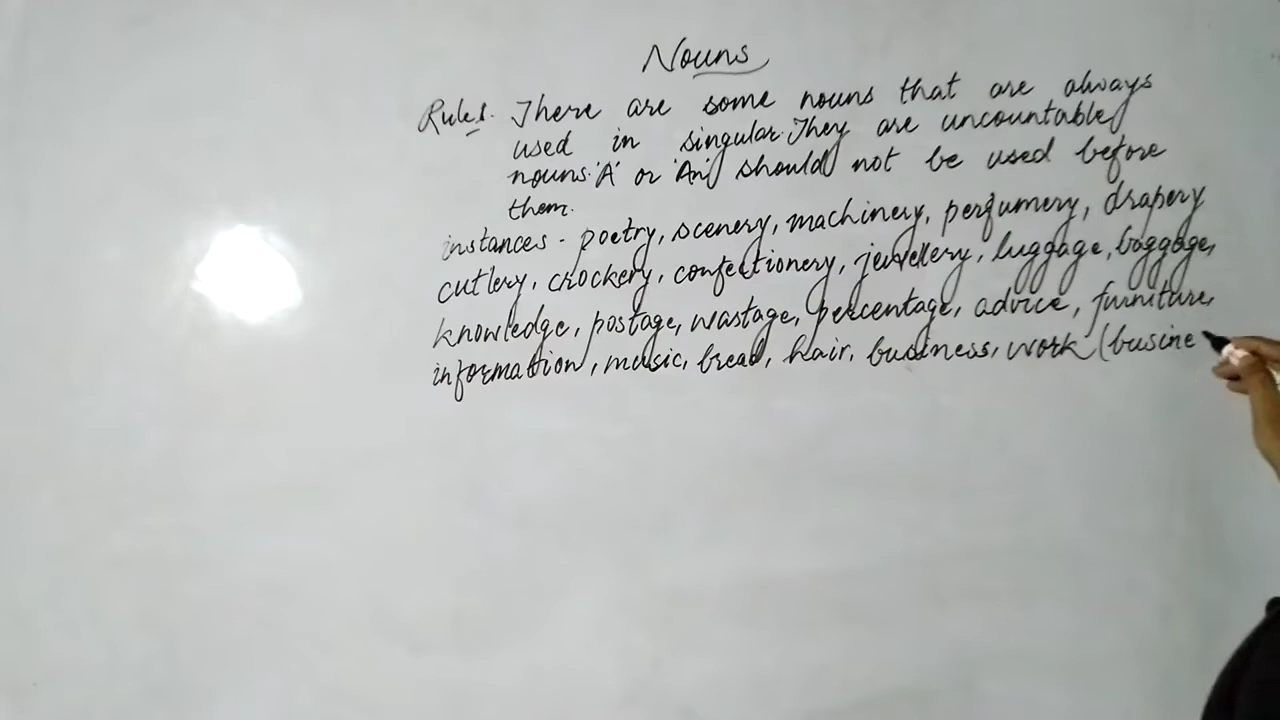 Nouns
Rules. There are some nouns that are always
used in singular. They are uncountable
nouns. 'A' or 'An' should not be used before
them.
instances - poetry, scenery, machinery, perfumery, drapery
cutlery, crockery, confectionery, jewellery, luggage, baggage,
knowledge, postage, wastage, percentage, advice, furniture,
information, music, bread, hair, business, work (busine